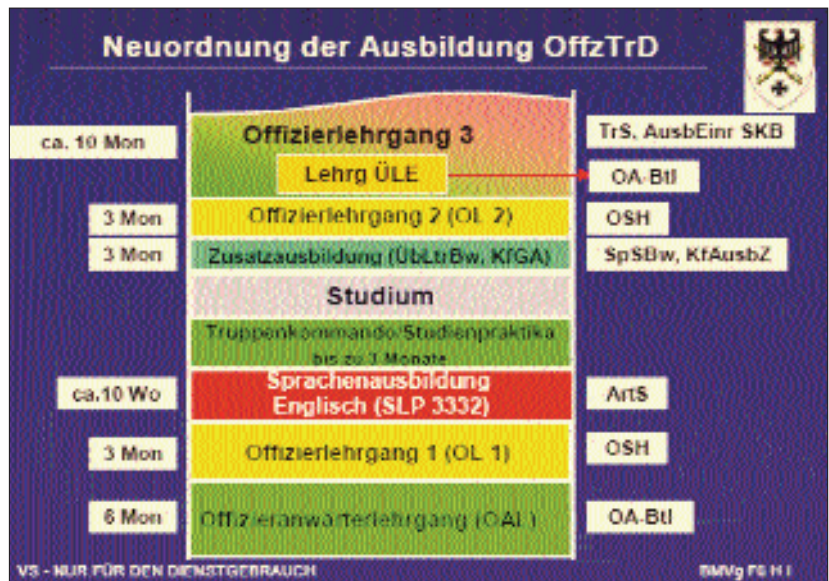 Neuordnung der Ausbildung OffzTrD
ca. 10 Mon
Offizierlehrgang 3
TrS, AusbEinr SKB
Lehrg ÜLE
OA-Btl
3 Mon
Offizierlehrgang 2 (OL 2)
OSH
3 Mon
Zusatzausbildung (ÜbLtrBw, KfGA)
SpSBw, KfAusbZ
Studium
Truppenkommando/Studienpraktika
bis zu 3 Monate
ca.10 Wo
Sprachenausbildung
Englisch (SLP 3332)
ArtS
3 Mon
Offizierlehrgang 1 (OL 1)
OSH
6 Mon
Offizieranwärterlehrgang (OAL)
OA-Btl
VS - NUR FÜR DEN DIENSTGEBRAUCH
BMVg Fü H I